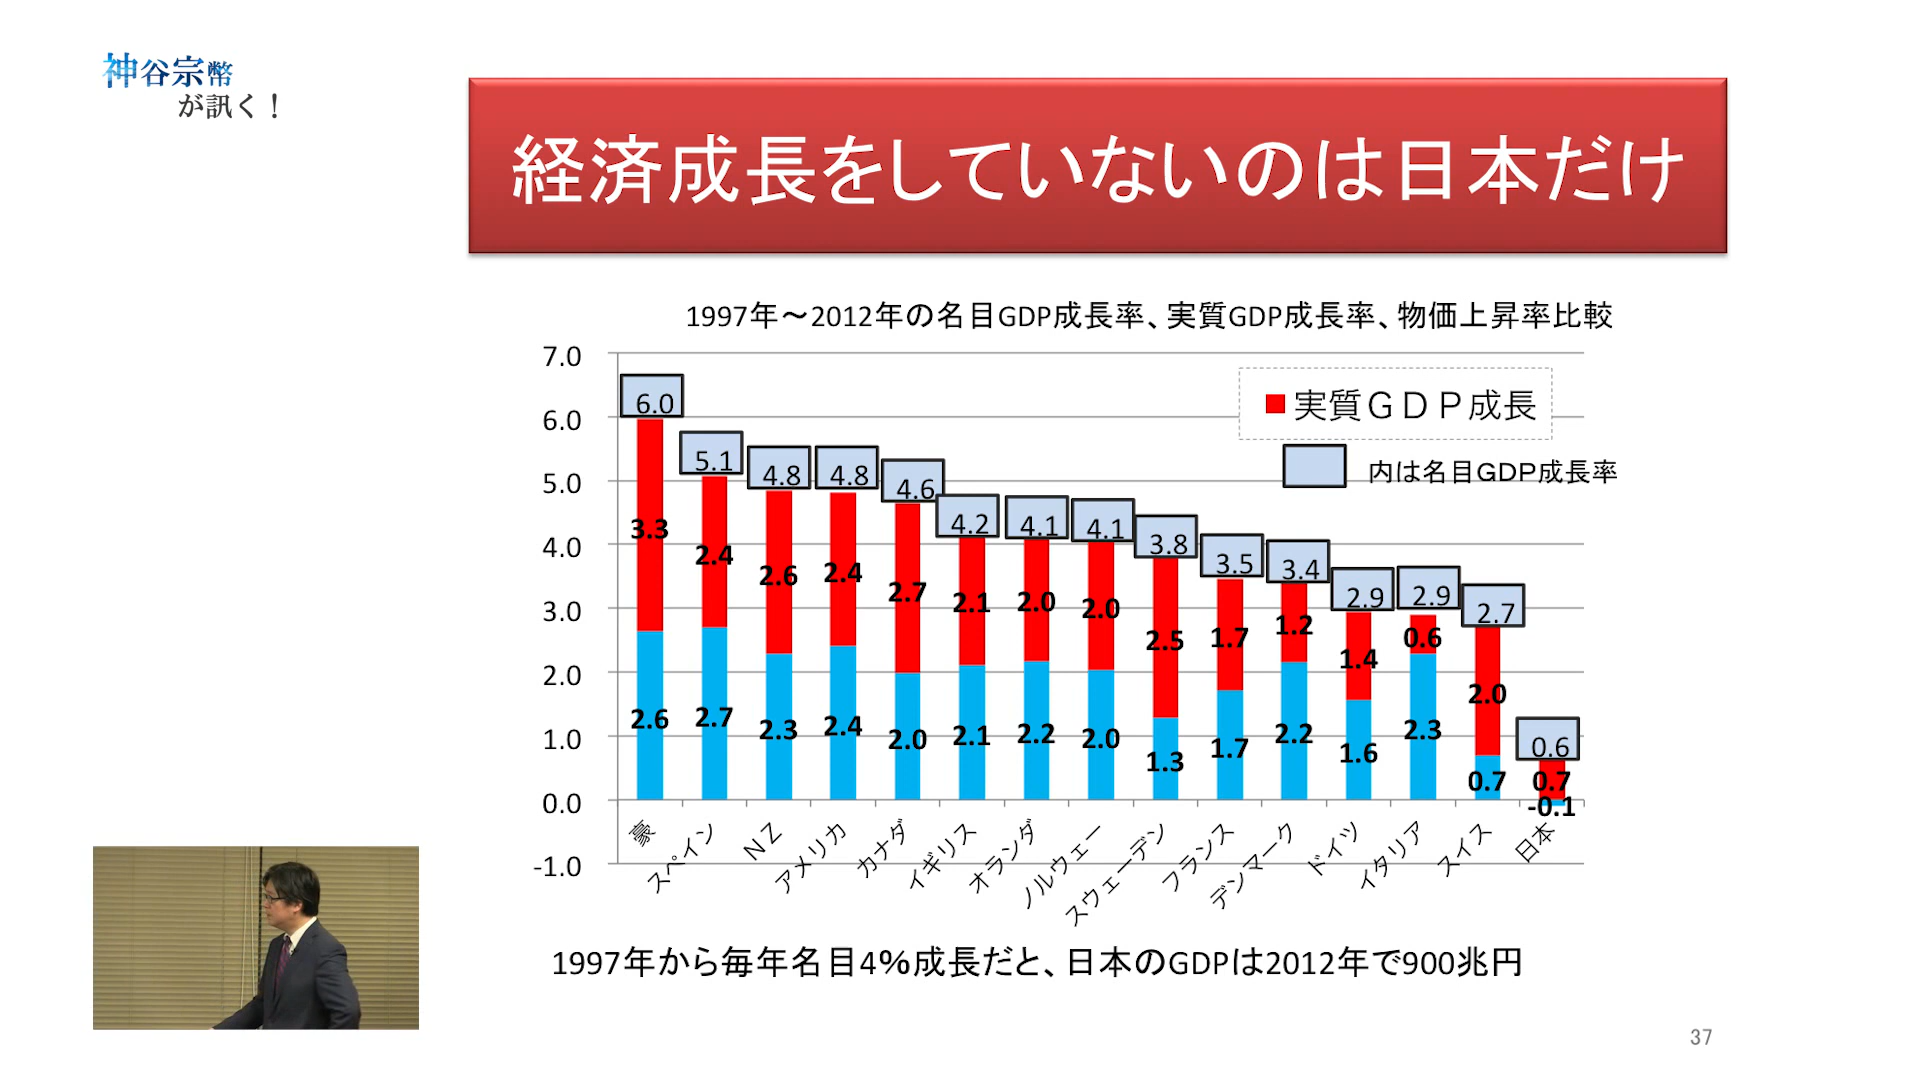 神谷宗幣
が訊く！
経済成長をしていないのは日本だけ
1997年～2012年の名目GDP成長率、実質GDP成長率、物価上昇率比較
7.0
6.0
5.0
4.0
3.0
2.0
1.0
0.0
-1.0
実質ＧＤＰ成長
内は名目GDP成長率
6.0 5.1 4.8 4.8 4.6 4.2 4.1 4.1 3.8 3.5 3.4 2.9 2.9 2.7 0.6
3.3 2.4 2.6 2.4 2.7 2.1 2.0 2.0 2.5 1.7 1.2 1.4 0.6 2.0 0.7
2.6 2.7 2.3 2.4 2.0 2.1 2.2 2.0 1.3 1.7 2.2 1.6 2.3 0.7 -0.1
豪 スペイン ＮＺ アメリカ カナダ イギリス オランダ ノルウェー スウェーデン フランス デンマーク ドイツ イタリア スイス 日本
1997年から毎年名目4%成長だと、日本のGDPは2012年で900兆円
37